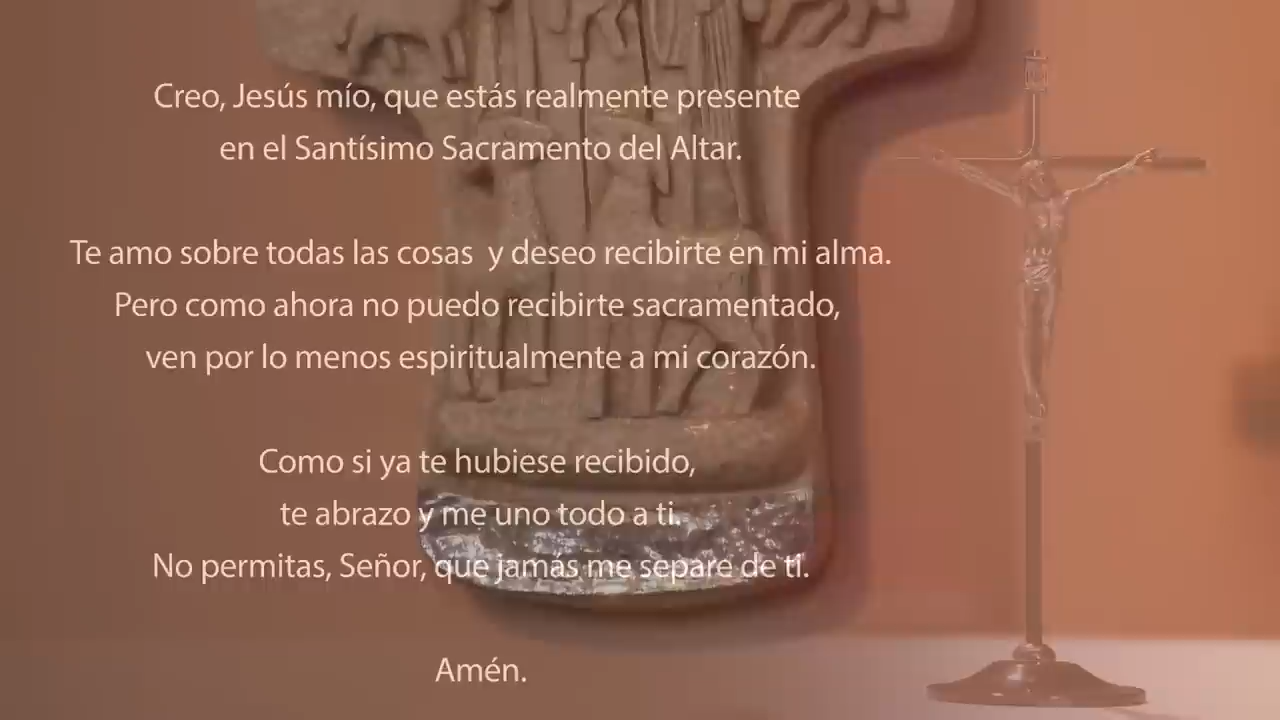 Creo, Jesús mío, que estás realmente presente
en el Santísimo Sacramento del Altar.
Te amo sobre todas las cosas  y deseo recibirte en mi alma.
Pero como ahora no puedo recibirte sacramentado,
ven por lo menos espiritualmente a mi corazón.
Como si ya te hubiese recibido,
te abrazo y me uno todo a ti.
No permitas, Señor, que jamás me separe de ti.
Amén.